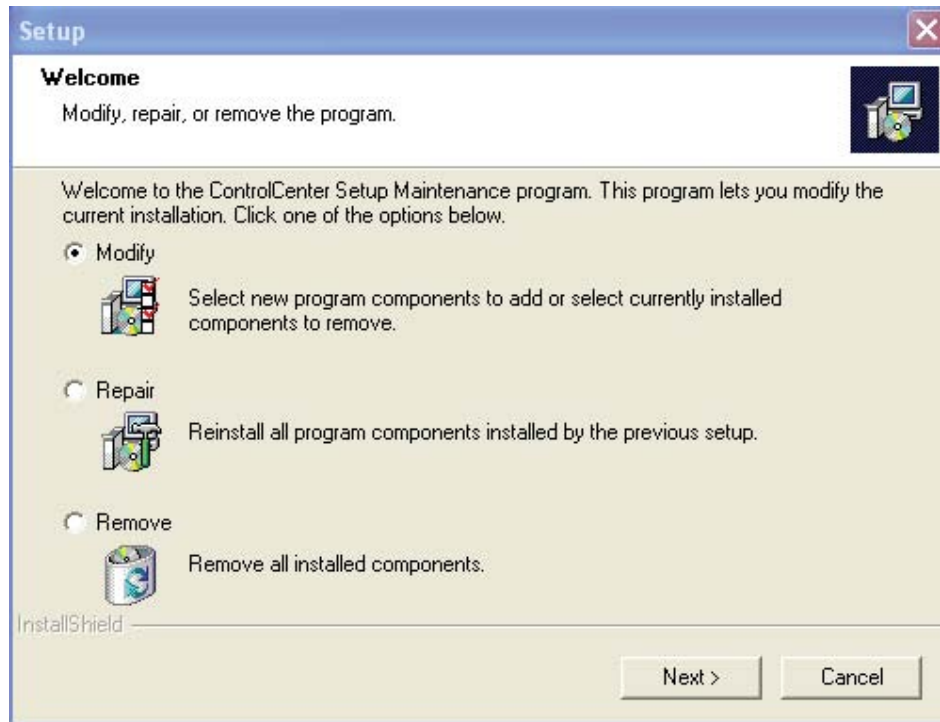 Setup
Welcome
Modify, repair, or remove the program.
Welcome to the ControlCenter Setup Maintenance program. This program lets you modify the
current installation. Click one of the options below.
Modify
Select new program components to add or select currently installed
components to remove.
Repair
Reinstall all program components installed by the previous setup.
Remove
Remove all installed components.
InstallShield
Next >
Cancel